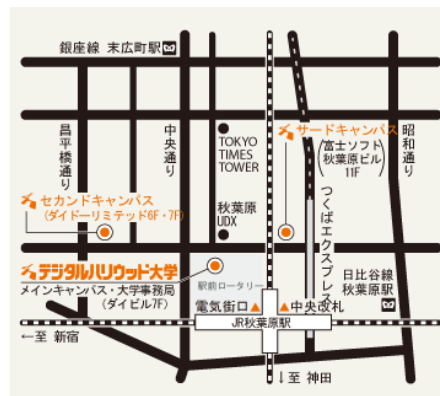 銀座線 末広町駅
昌平橋通り
中央通り
TOKYO
TIMES
TOWER
サードキャンパス
(富士ソフト
秋葉原ビル
11F)
昭和通り
つくばエクスプレス
セカンドキャンパス
(ダイドーリミテッド6F・7F)
秋葉原
UDX
デジタルハリウッド大学
メインキャンパス・大学事務局
(ダイビル7F)
駅前ロータリー
日比谷線
秋葉原駅
電気街口▲
▲中央改札
JR秋葉原駅
←至 新宿
↓至 神田